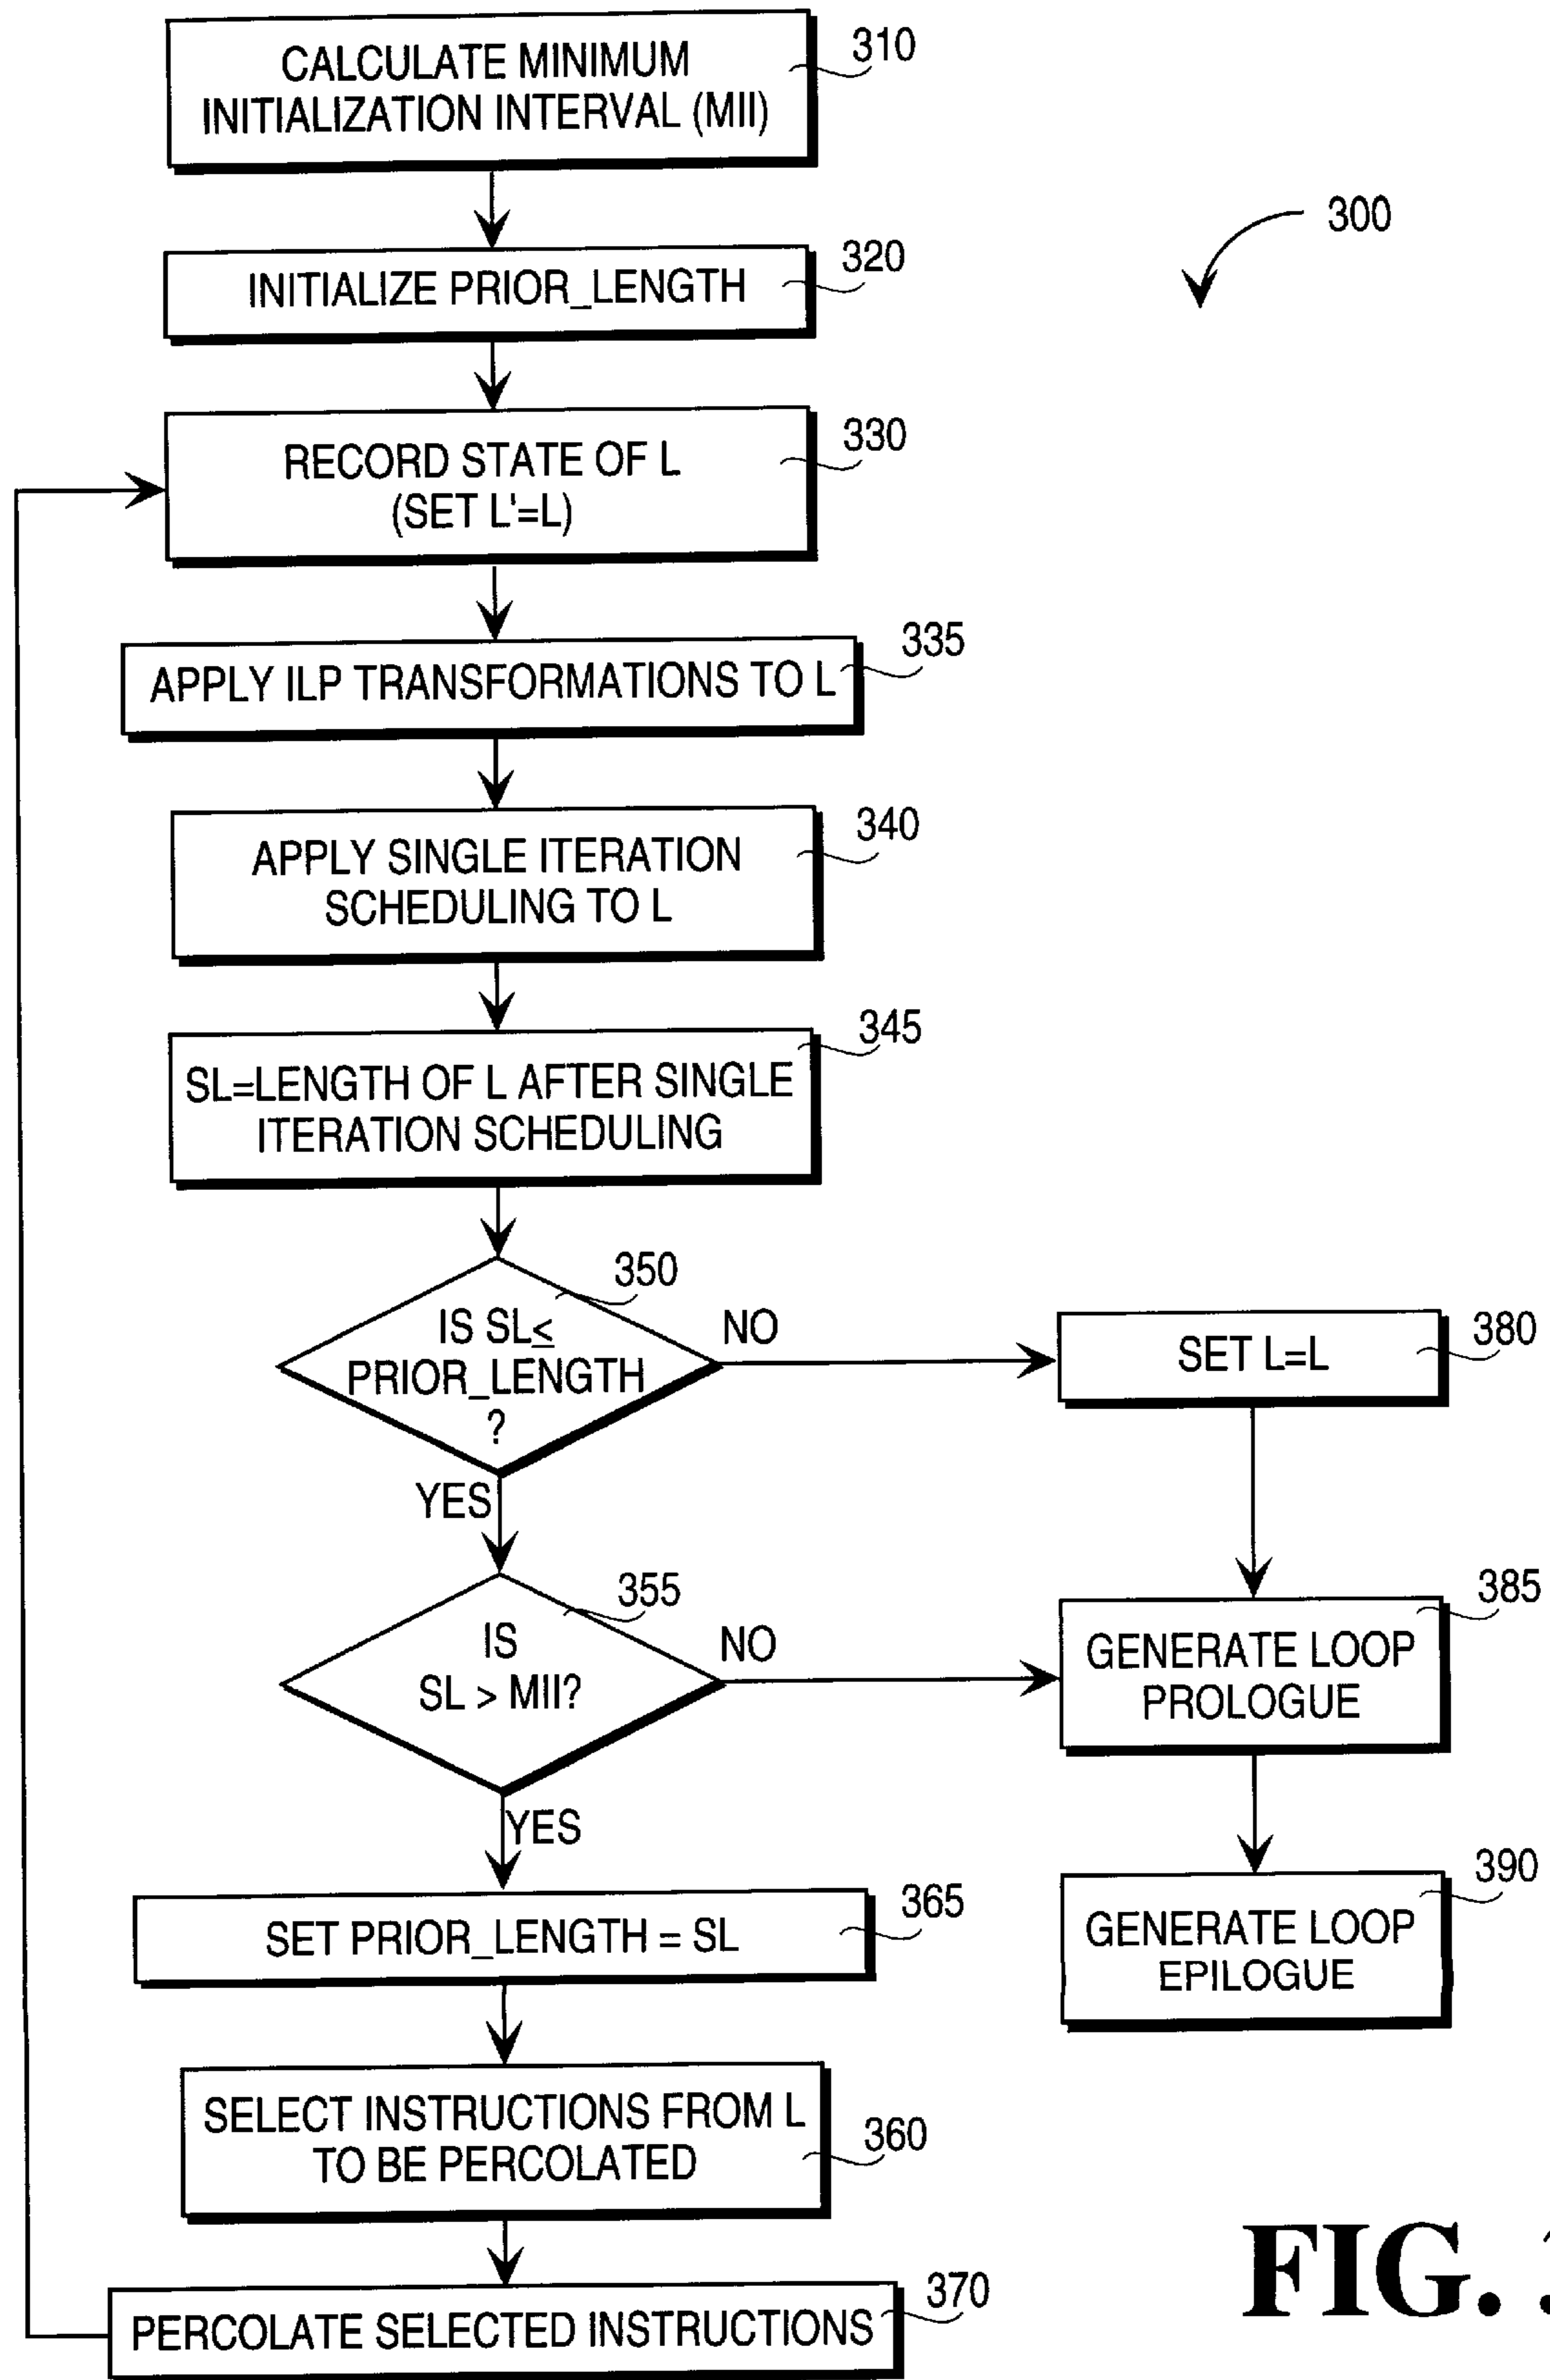 CALCULATE MINIMUM
INITIALIZATION INTERVAL (MII)
310
300
INITIALIZE PRIOR_LENGTH
320
RECORD STATE OF L
(SET L'=L)
330
APPLY ILP TRANSFORMATIONS TO L
335
APPLY SINGLE ITERATION
SCHEDULING TO L
340
SL=LENGTH OF L AFTER SINGLE
ITERATION SCHEDULING
345
IS SL≤
PRIOR_LENGTH
?
350
NO
YES
SET L=L
380
IS
SL > MII?
355
NO
YES
GENERATE LOOP
PROLOGUE
385
SET PRIOR_LENGTH = SL
365
GENERATE LOOP
EPILOGUE
390
SELECT INSTRUCTIONS FROM L
TO BE PERCOLATED
360
PERCOLATE SELECTED INSTRUCTIONS
370
FIG.